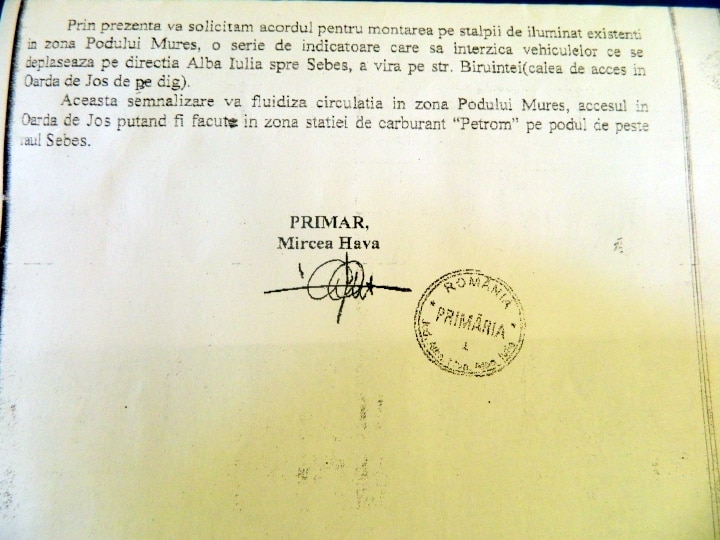 Prin prezenta va solicitam acordul pentru montarea pe stalpii de iluminat existenti
in zona Podului Mures, o serie de indicatoare care sa interzica vehiculelor ce se
deplaseaza pe directia Alba Iulia spre Sebes, a vira pe str. Biruintei(calea de acces in
Oarda de Jos de pe dig).
Aceasta semnalizare va fluidiza circulatia in zona Podului Mures, accesul in
Oarda de Jos putand fi facute in zona statiei de carburant “Petrom” pe podul de peste
raul Sebes.
PRIMAR,
Mircea Hava
* ROMÂNIA *
PRIMĂRIA
1
Alba Iulia